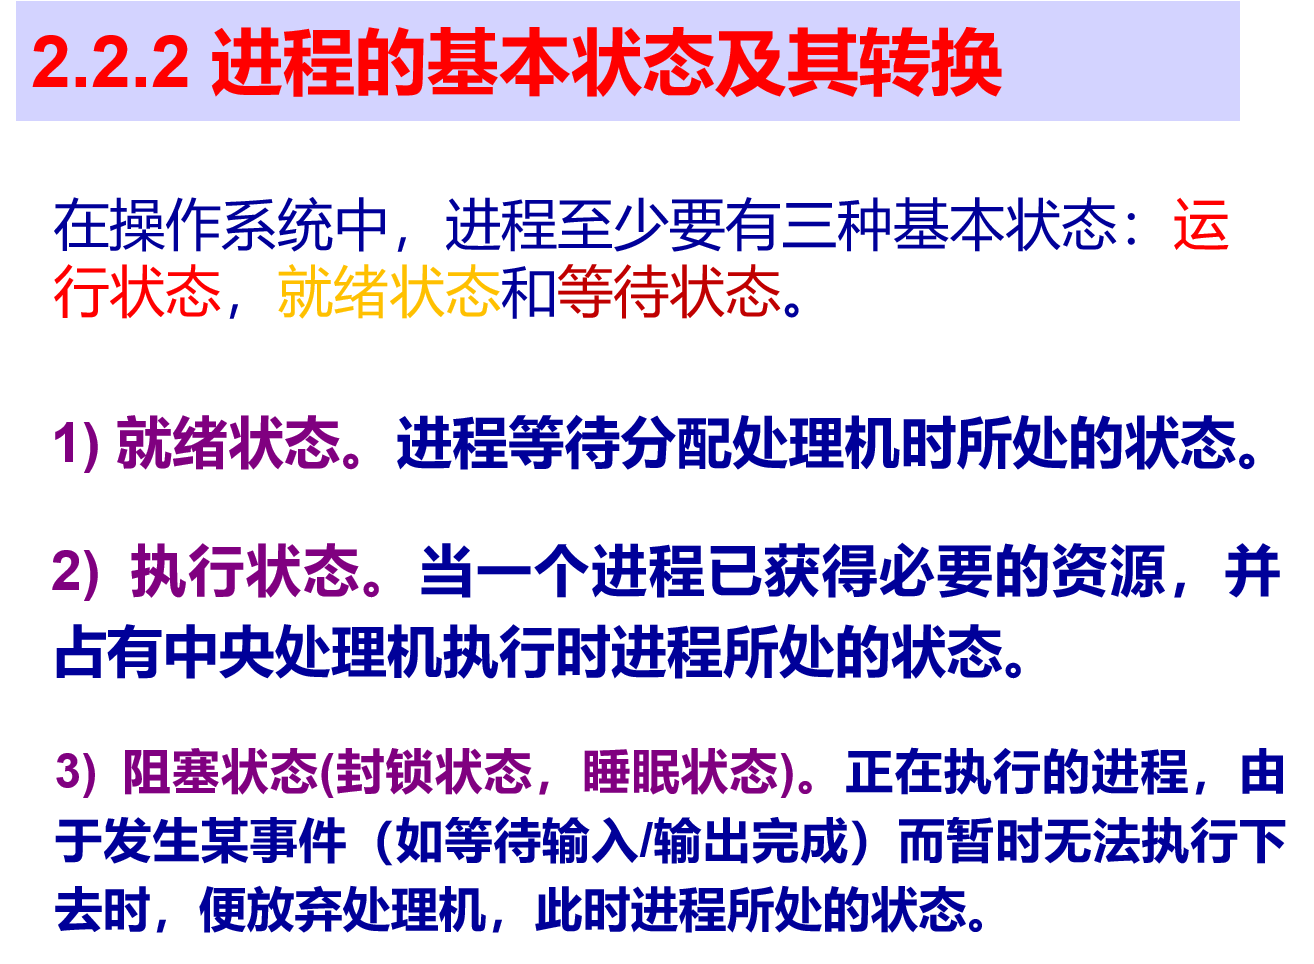 2.2.2 进程的基本状态及其转换
在操作系统中，进程至少要有三种基本状态：运
行状态，就绪状态和等待状态。
1) 就绪状态。进程等待分配处理机时所处的状态。
2) 执行状态。当一个进程已获得必要的资源，并
占有中央处理机执行时进程所处的状态。
3) 阻塞状态(封锁状态，睡眠状态)。正在执行的进程，由
于发生某事件（如等待输入/输出完成）而暂时无法执行下
去时，便放弃处理机，此时进程所处的状态。